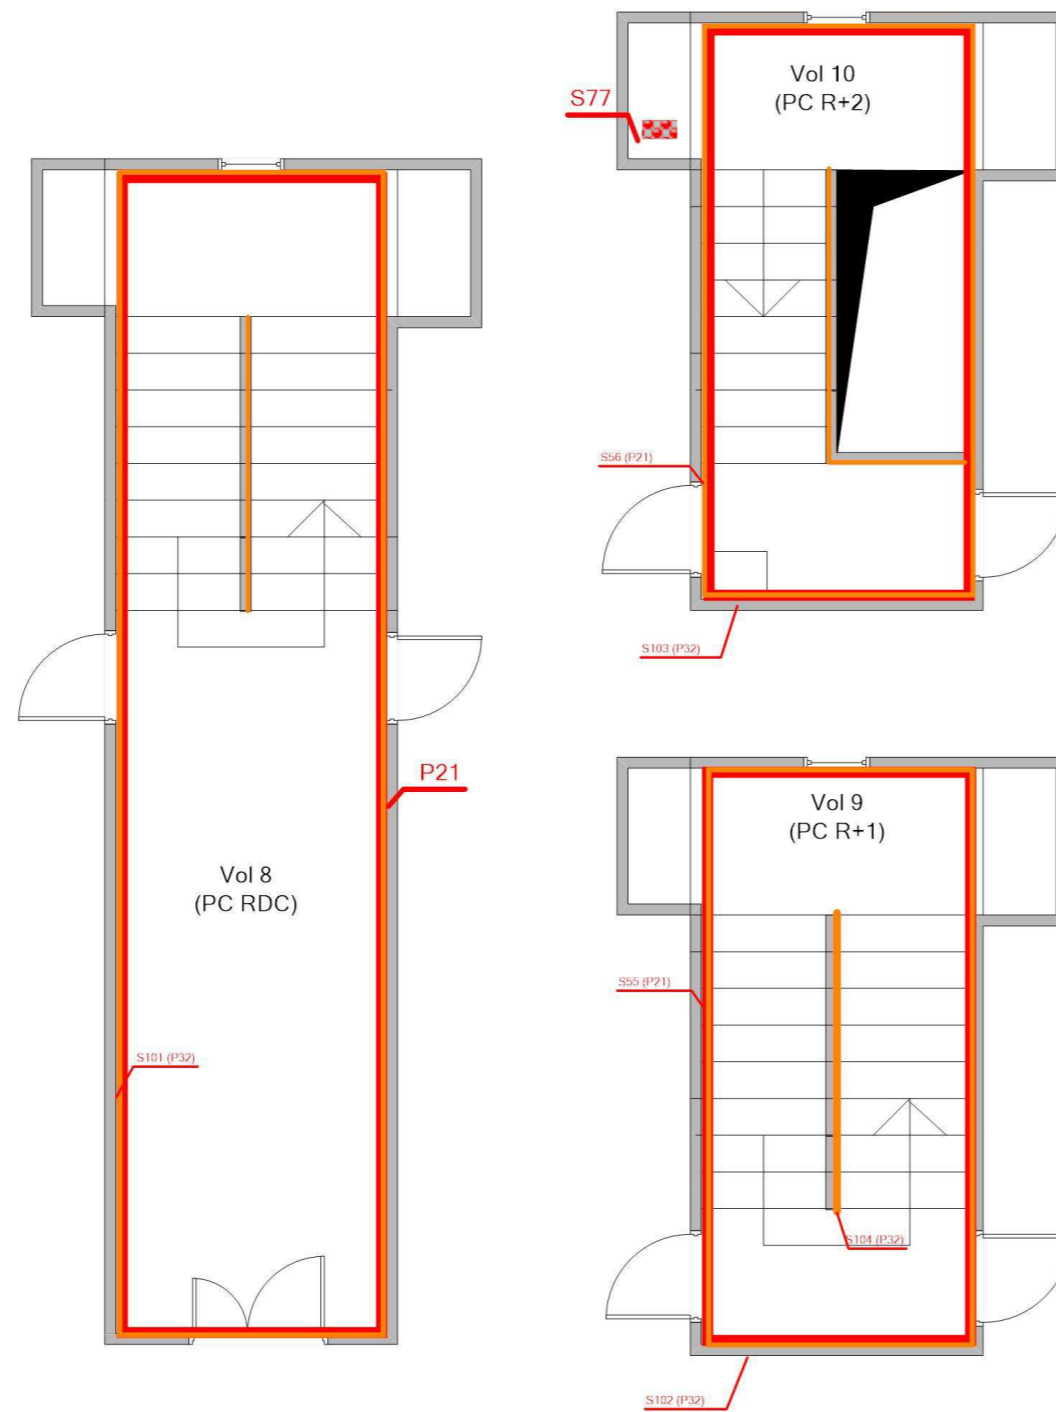 Vol 10
(PC R+2)
S77
S56 (P21)
S103 (P32)
P21
Vol 8
(PC RDC)
S101 (P32)
Vol 9
(PC R+1)
S55 (P21)
S104 (P32)
S102 (P32)